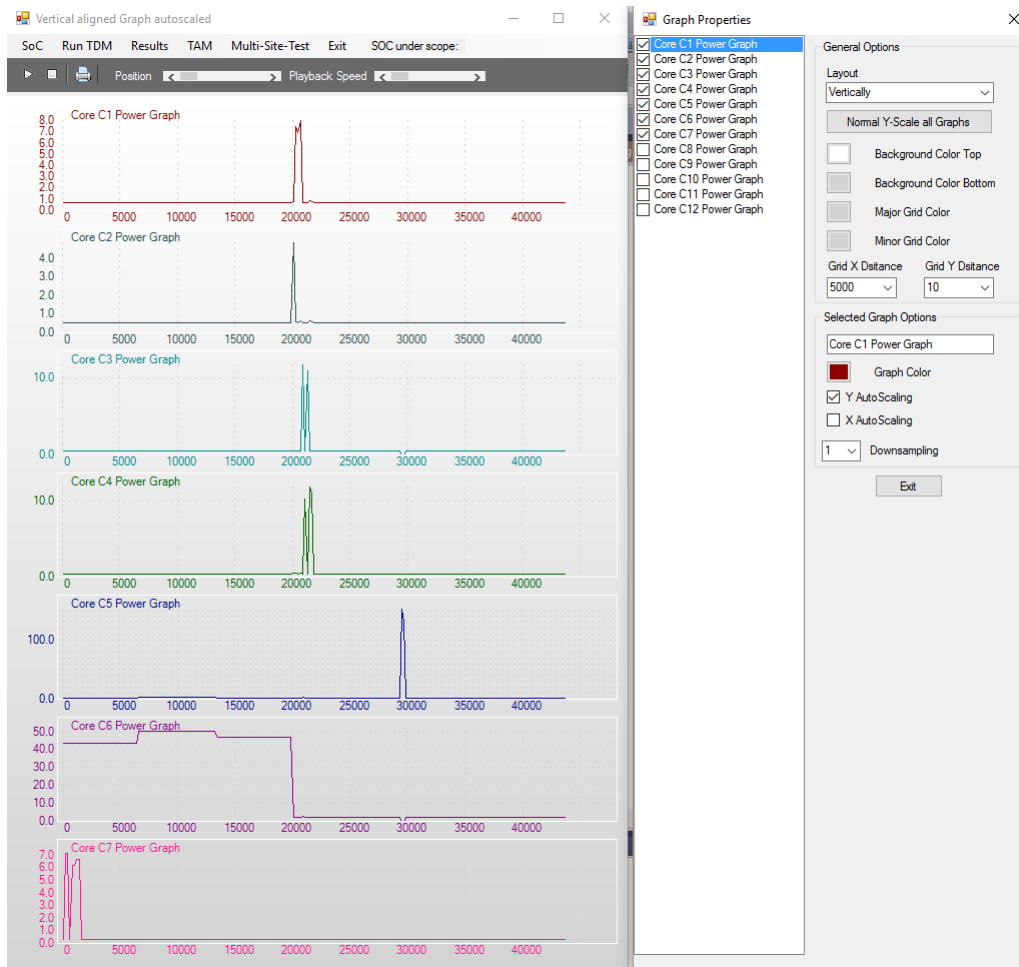 Vertical aligned Graph autoscaled
SoC Run TDM Results TAM Multi-Site-Test Exit SOC under scope:
Position Playback Speed
Core C1 Power Graph
8.0
7.0
6.0
5.0
4.0
3.0
2.0
1.0
0.0
0 5000 10000 15000 20000 25000 30000 35000 40000
Core C2 Power Graph
4.0
3.0
2.0
1.0
0.0
0 5000 10000 15000 20000 25000 30000 35000 40000
Core C3 Power Graph
10.0
0.0
0 5000 10000 15000 20000 25000 30000 35000 40000
Core C4 Power Graph
10.0
0.0
0 5000 10000 15000 20000 25000 30000 35000 40000
Core C5 Power Graph
100.0
0.0
0 5000 10000 15000 20000 25000 30000 35000 40000
Core C6 Power Graph
50.0
40.0
30.0
20.0
10.0
0.0
0 5000 10000 15000 20000 25000 30000 35000 40000
Core C7 Power Graph
7.0
6.0
5.0
4.0
3.0
2.0
1.0
0.0
0 5000 10000 15000 20000 25000 30000 35000 40000
Graph Properties
Core C1 Power Graph
Core C2 Power Graph
Core C3 Power Graph
Core C4 Power Graph
Core C5 Power Graph
Core C6 Power Graph
Core C7 Power Graph
Core C8 Power Graph
Core C9 Power Graph
Core C10 Power Graph
Core C11 Power Graph
Core C12 Power Graph
General Options
Layout
Vertically
Normal Y-Scale all Graphs
Background Color Top
Background Color Bottom
Major Grid Color
Minor Grid Color
Grid X Dsitance Grid Y Dsitance
5000 10
Selected Graph Options
Core C1 Power Graph
Graph Color
Y AutoScaling
X AutoScaling
1 Downsampling
Exit